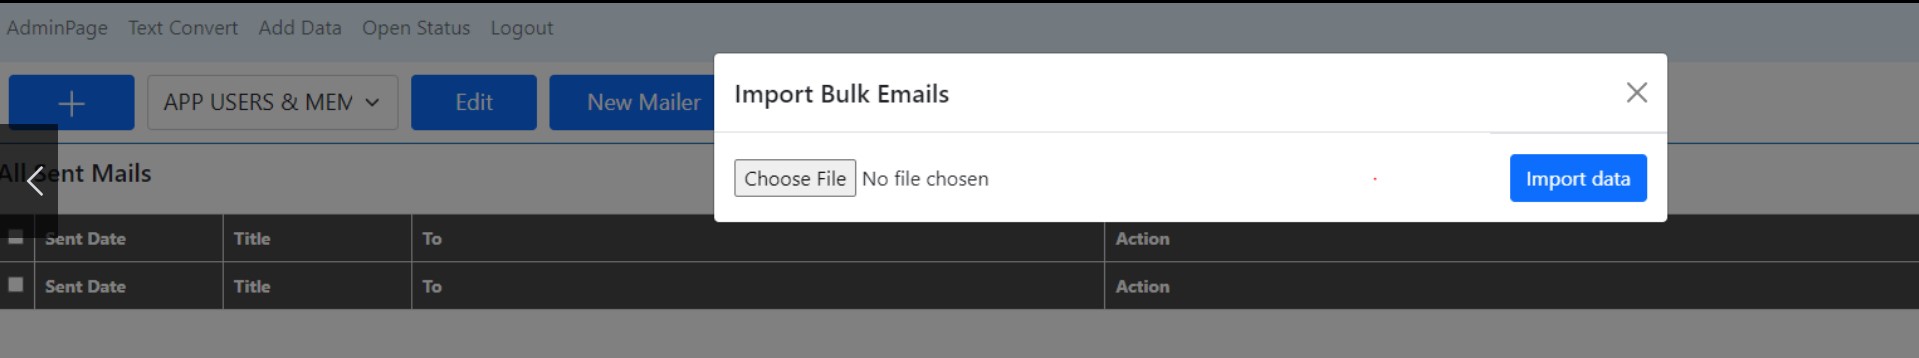 AdminPage Text Convert Add Data Open Status Logout
APP USERS & MEM Edit New Mailer
Import Bulk Emails
Choose File No file chosen Import data
All Sent Mails
Sent Date Title To Action
Sent Date Title To Action